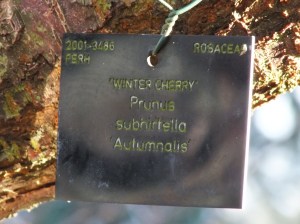 2001-3466 ROSACEAE
PERH
"WINTER CHERRY"
Prunus
subhirtella
'Autumnalis'